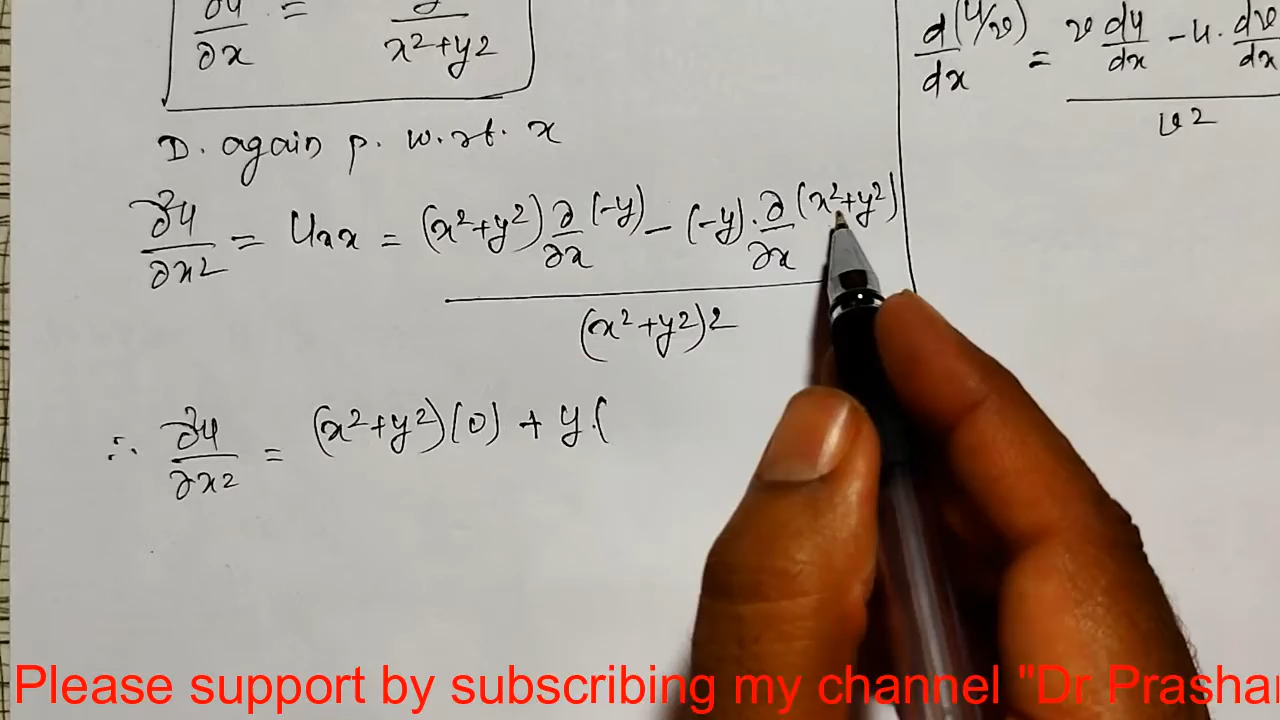 ∂u/∂x = y/(x²+y²)
d(u/v)/dx = (v du/dx - u. dv/dx)/v²
D. again p. w.r.t. x
∂²u/∂x² = uxx = ((x²+y²) ∂/∂x (-y) - (-y). ∂/∂x (x²+y²))/(x²+y²)²
∴ ∂²u/∂x² = (x²+y²)(0) + y.(
Please support by subscribing my channel "Dr Prashan